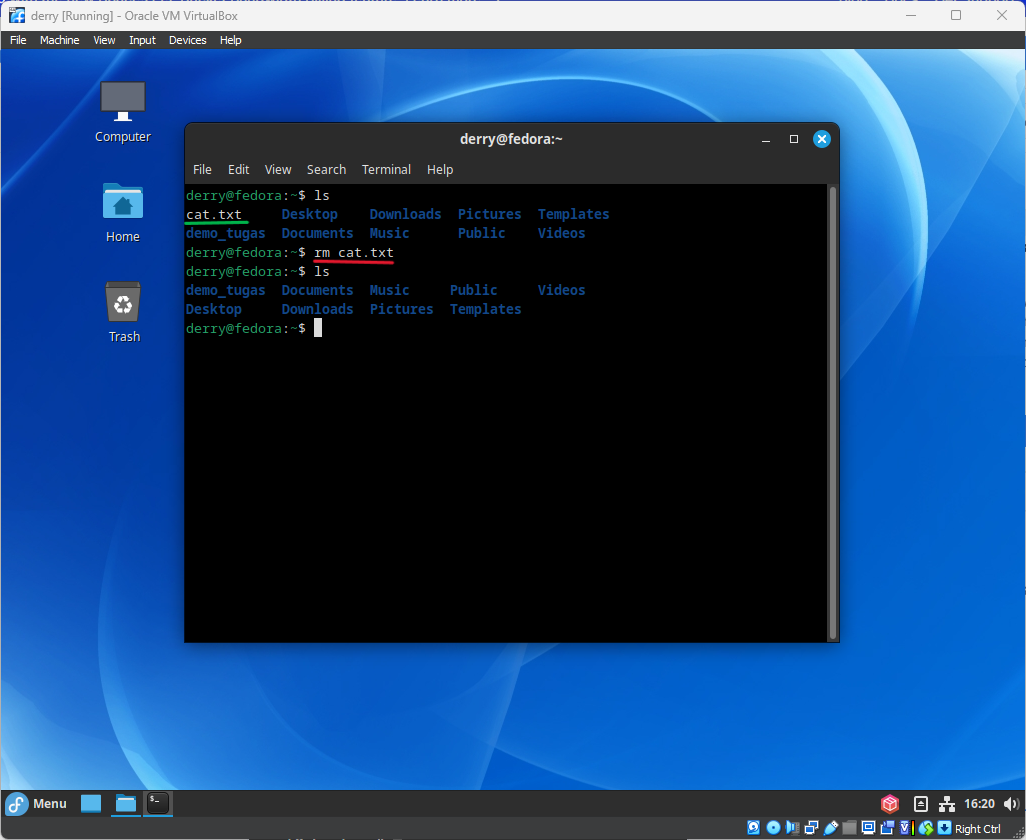 derry [Running] - Oracle VM VirtualBox
File Machine View Input Devices Help
Computer
Home
Trash
derry@fedora:~
File Edit View Search Terminal Help
derry@fedora:~$ ls
cat.txt Desktop Downloads Pictures Templates
demo_tugas Documents Music Public Videos
derry@fedora:~$ rm cat.txt
derry@fedora:~$ ls
demo_tugas Documents Music Public Videos
Desktop Downloads Pictures Templates
derry@fedora:~$
Menu
16:20
Right Ctrl